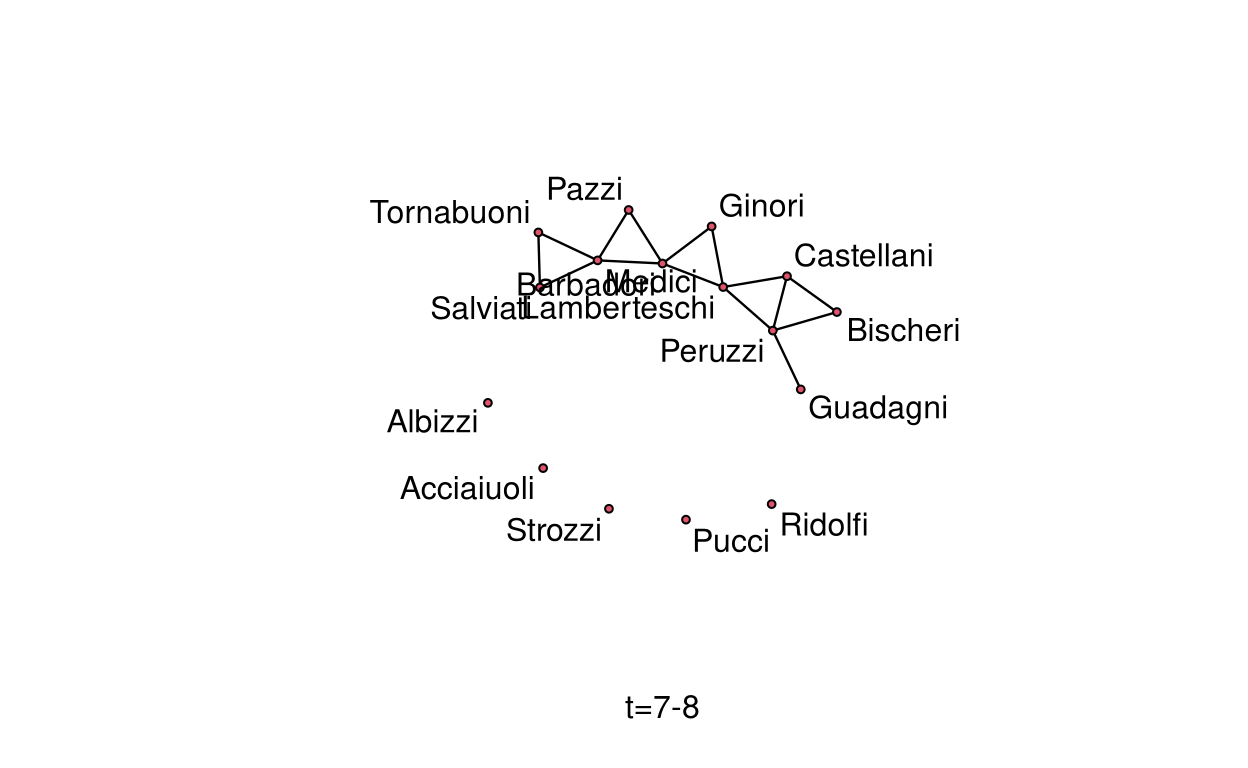 Pazzi
Ginori
Tornabuoni
Castellani
Barbadori
Medici
Salviati
Lamberteschi
Bischeri
Peruzzi
Guadagni
Albizzi
Acciaiuoli
Strozzi
Ridolfi
Pucci
t=7-8